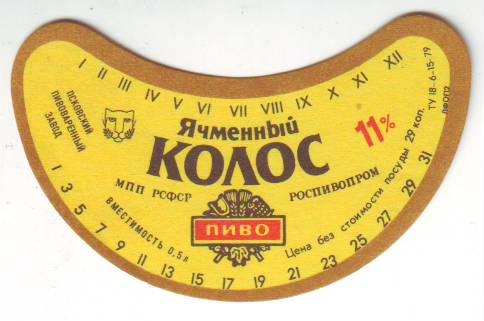 I II III IV V VI VII VIII IX X XI XII
ПСКОВСКИЙ
ПИВОВАРЕННЫЙ
ЗАВОД
Ячменный
КОЛОС
11%
МПП РСФСР
РОСПИВОПРОМ
ПИВО
ВМЕСТИМОСТЬ 0,5 л
Цена без стоимости посуды 29 коп.
1 3 5 7 9 11 13 15 17 19 21 23 25 27 29 31
ТУ 18-6-15-79
ЛФОП2